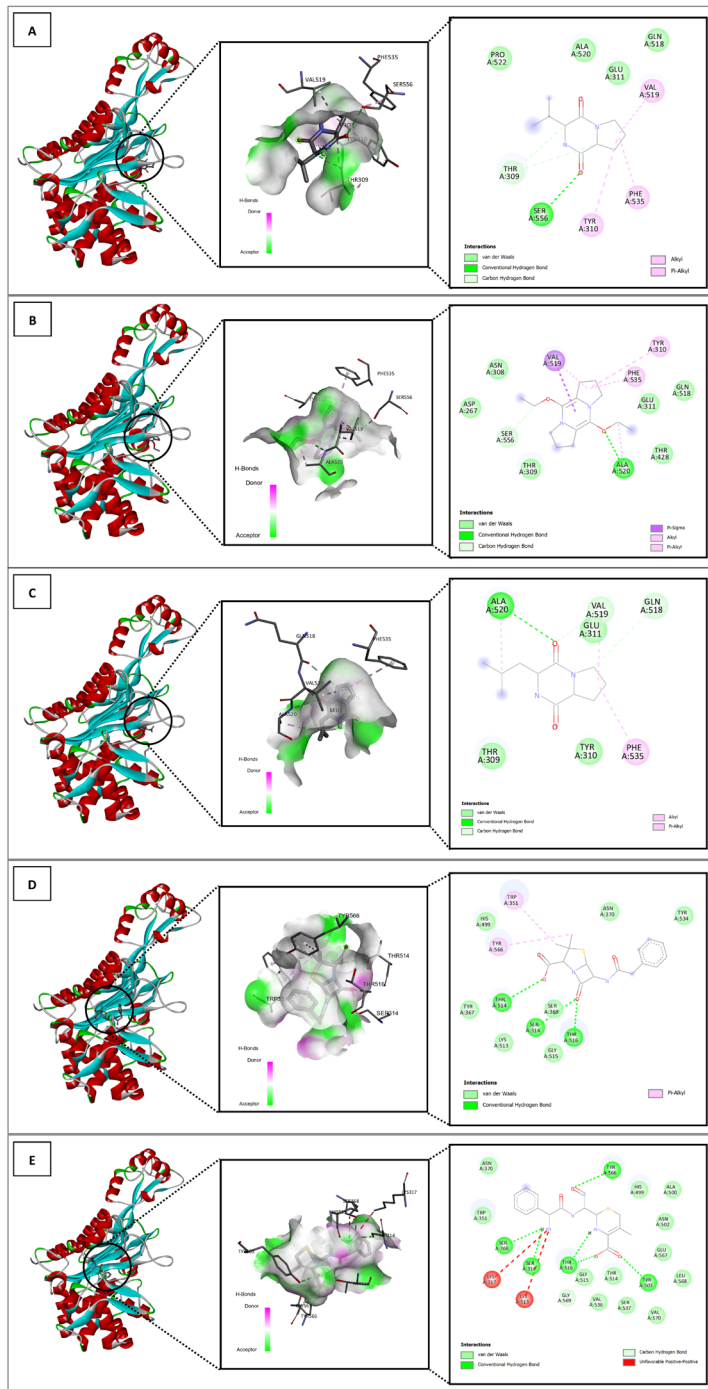 A
VAL519
PHE535
SER556
THR309
H-Bonds
Donor
Acceptor
PRO
A:522
ALA
A:520
GLN
A:518
GLU
A:311
VAL
A:519
THR
A:309
SER
A:556
TYR
A:310
PHE
A:535
Interactions
van der Waals
Conventional Hydrogen Bond
Carbon Hydrogen Bond
Alkyl
Pi-Alkyl
B
PHE535
SER556
H-Bonds
Donor
Acceptor
VAL
A:519
TYR
A:310
ASN
A:308
PHE
A:535
GLN
A:518
ASP
A:267
GLU
A:311
SER
A:556
THR
A:428
THR
A:309
ALA
A:520
Interactions
van der Waals
Conventional Hydrogen Bond
Carbon Hydrogen Bond
Pi-Sigma
Alkyl
Pi-Alkyl
C
GLN518
PHE535
H-Bonds
Donor
Acceptor
ALA
A:520
VAL
A:519
GLN
A:518
GLU
A:311
THR
A:309
TYR
A:310
PHE
A:535
Interactions
van der Waals
Conventional Hydrogen Bond
Carbon Hydrogen Bond
Alkyl
Pi-Alkyl
D
TYR566
THR514
THR516
SER314
H-Bonds
Donor
Acceptor
TRP
A:351
ASN
A:370
HIS
A:499
TYR
A:534
TYR
A:566
THR
A:514
SER
A:368
TYR
A:367
SER
A:314
THR
A:516
LYS
A:513
GLY
A:515
Interactions
van der Waals
Conventional Hydrogen Bond
Pi-Alkyl
E
H-Bonds
Donor
Acceptor
ASN
A:370
TYR
A:566
HIS
A:499
ALA
A:500
TRP
A:351
ASN
A:502
SER
A:368
GLU
A:567
SER
A:314
THR
A:516
GLY
A:515
THR
A:514
TYR
A:503
LEU
A:568
GLY
A:569
VAL
A:536
SER
A:537
VAL
A:570
Interactions
van der Waals
Conventional Hydrogen Bond
Carbon Hydrogen Bond
Unfavorable Positive-Positive